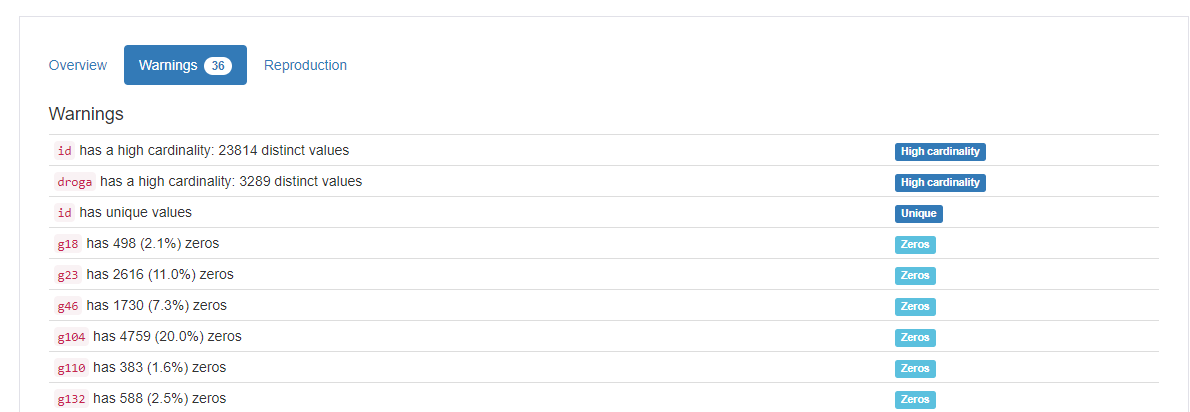 Overview Warnings 36 Reproduction
Warnings
id has a high cardinality: 23814 distinct values High cardinality
droga has a high cardinality: 3289 distinct values High cardinality
id has unique values Unique
g18 has 498 (2.1%) zeros Zeros
g23 has 2616 (11.0%) zeros Zeros
g46 has 1730 (7.3%) zeros Zeros
g104 has 4759 (20.0%) zeros Zeros
g110 has 383 (1.6%) zeros Zeros
g132 has 588 (2.5%) zeros Zeros